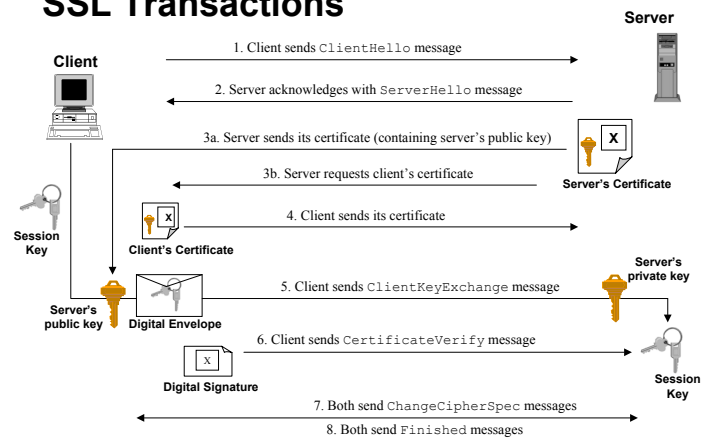 SSL Transactions
Server
Client
1. Client sends ClientHello message
2. Server acknowledges with ServerHello message
3a. Server sends its certificate (containing server's public key)
X
3b. Server requests client's certificate
Server's Certificate
4. Client sends its certificate
X
Session
Key
Client's Certificate
Server's
private key
5. Client sends ClientKeyExchange message
Server's
public key
Digital Envelope
6. Client sends CertificateVerify message
X
Digital Signature
Session
Key
7. Both send ChangeCipherSpec messages
8. Both send Finished messages